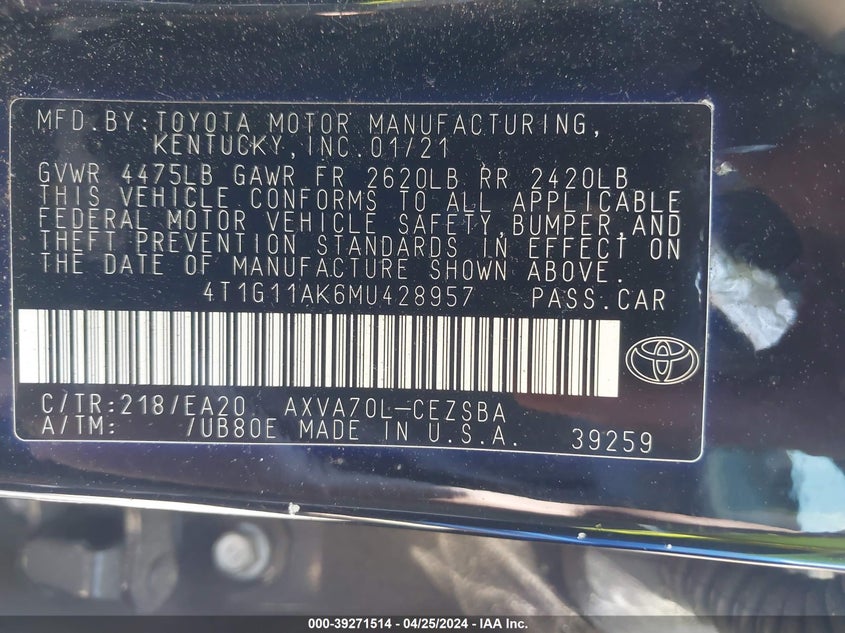 MFD.BY:TOYOTA MOTOR MANUFACTURING,
KENTUCKY,INC.01/21
GVWR 4475LB GAWR FR 2620LB RR 2420LB
THIS VEHICLE CONFORMS TO ALL APPLICABLE
FEDERAL MOTOR VEHICLE SAFETY,BUMPER,AND
THEFT PREVENTION STANDARDS IN EFFECT ON
THE DATE OF MANUFACTURE SHOWN ABOVE.
4T1G11AK6MU428957 PASS.CAR
C/TR:218/EA20 AXVA70L-CEZSBA
A/TM: /UB80E MADE IN U.S.A. 39259
000-39271514 - 04/25/2024 - IAA Inc.